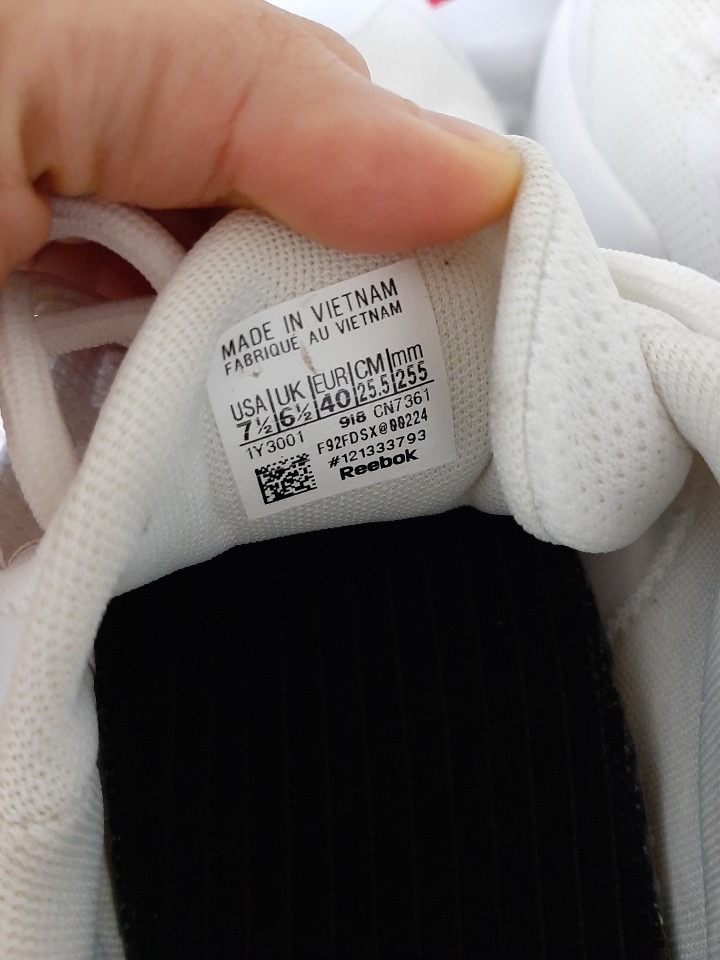 MADE IN VIETNAM
FABRIQUÉ AU VIETNAM
USA UK EUR CM mm
7½ 6½ 40 25.5 255
1Y3001 918 CN7361
F92FDSX@00224
#121333793
Reebok